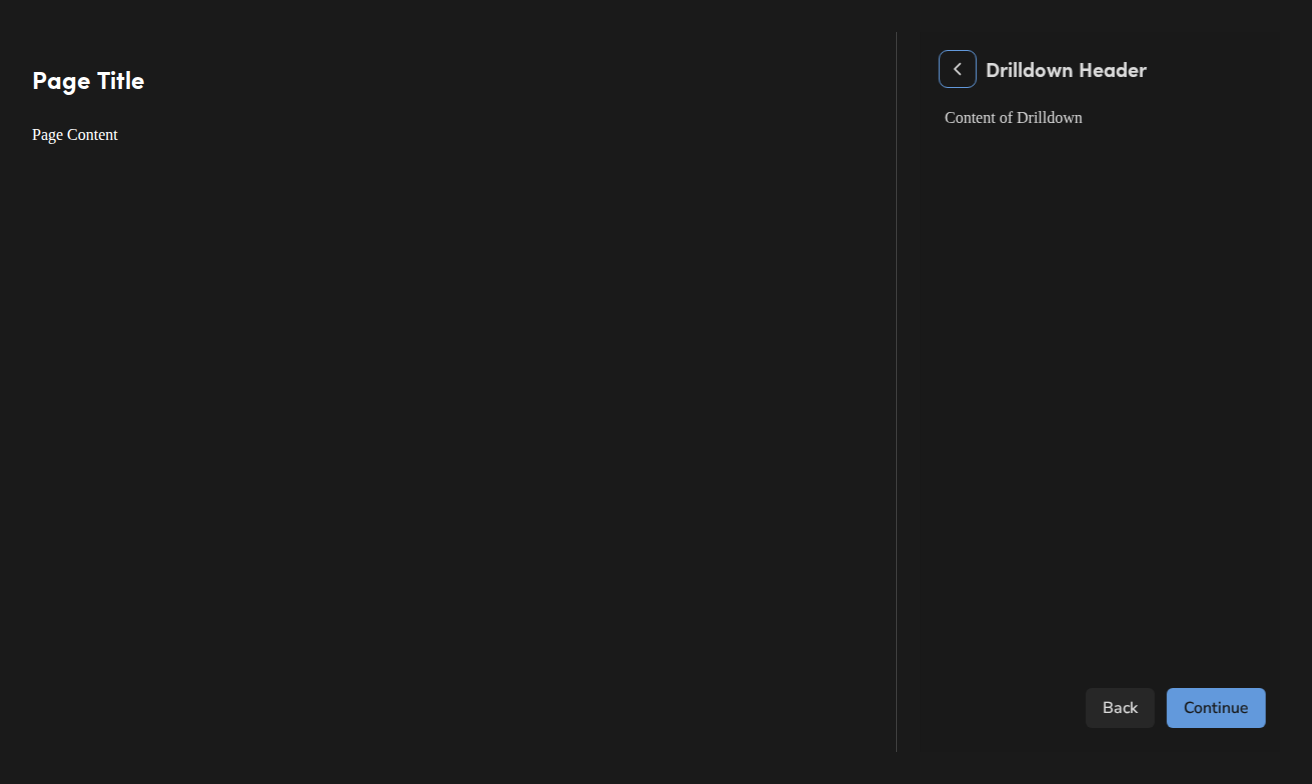 Page Title
Page Content
Drilldown Header
Content of Drilldown
Back
Continue